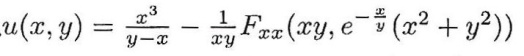 u(x, y) = \frac{x^3}{y-x} - \frac{1}{xy} F_{xx}(xy, e^{-\frac{x}{y}}(x^2 + y^2))